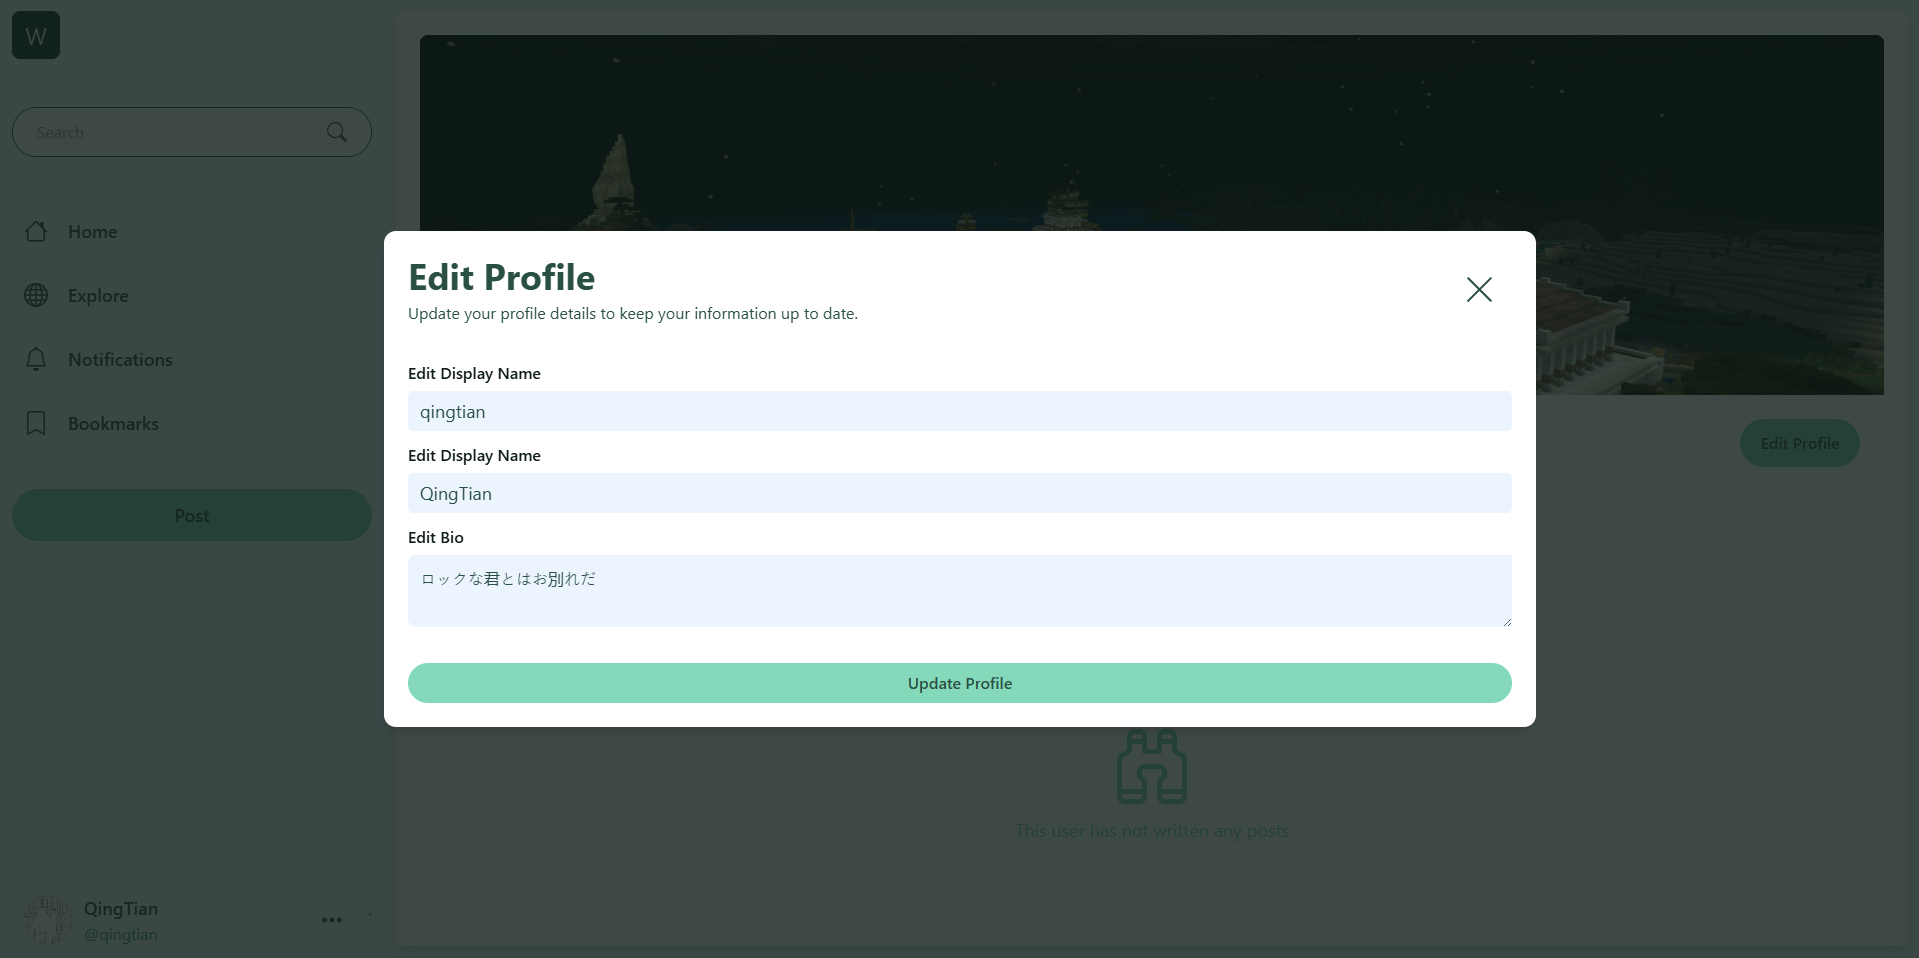 W
Search
Home
Explore
Notifications
Bookmarks
Post
QingTian
@qingtian
Edit Profile
Edit Profile
Update your profile details to keep your information up to date.
Edit Display Name
qingtian
Edit Display Name
QingTian
Edit Bio
ロックな君とはお別れだ
Update Profile
This user has not written any posts